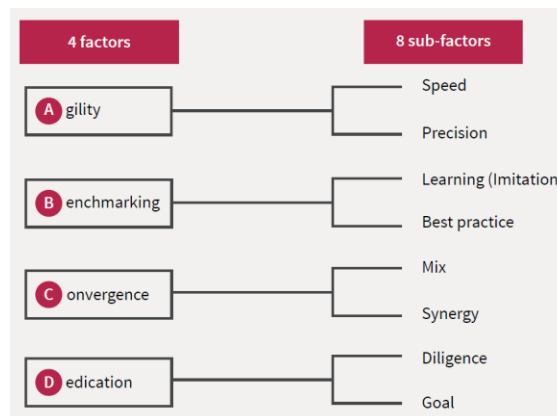 4 factors
8 sub-factors
A gility
Speed
Precision
B enchmarking
Learning (Imitation
Best practice
C onvergence
Mix
Synergy
D edication
Diligence
Goal